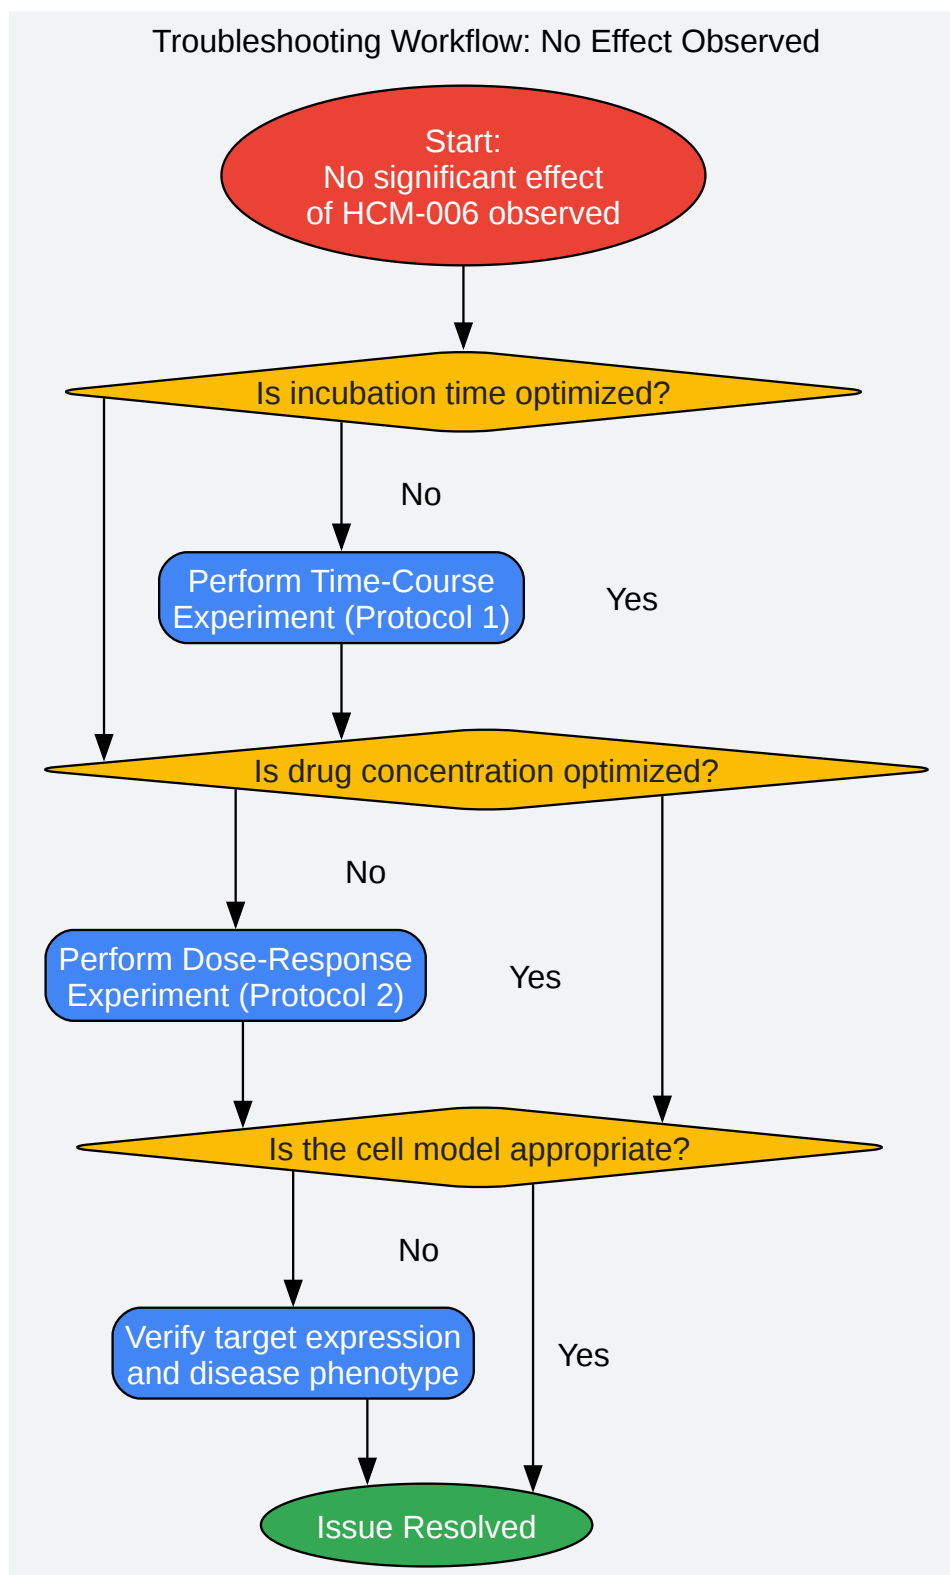 Troubleshooting Workflow: No Effect Observed
Start:
No significant effect
of HCM-006 observed
Is incubation time optimized?
No
Perform Time-Course
Experiment (Protocol 1)
Yes
Is drug concentration optimized?
No
Perform Dose-Response
Experiment (Protocol 2)
Yes
Is the cell model appropriate?
No
Verify target expression
and disease phenotype
Yes
Issue Resolved